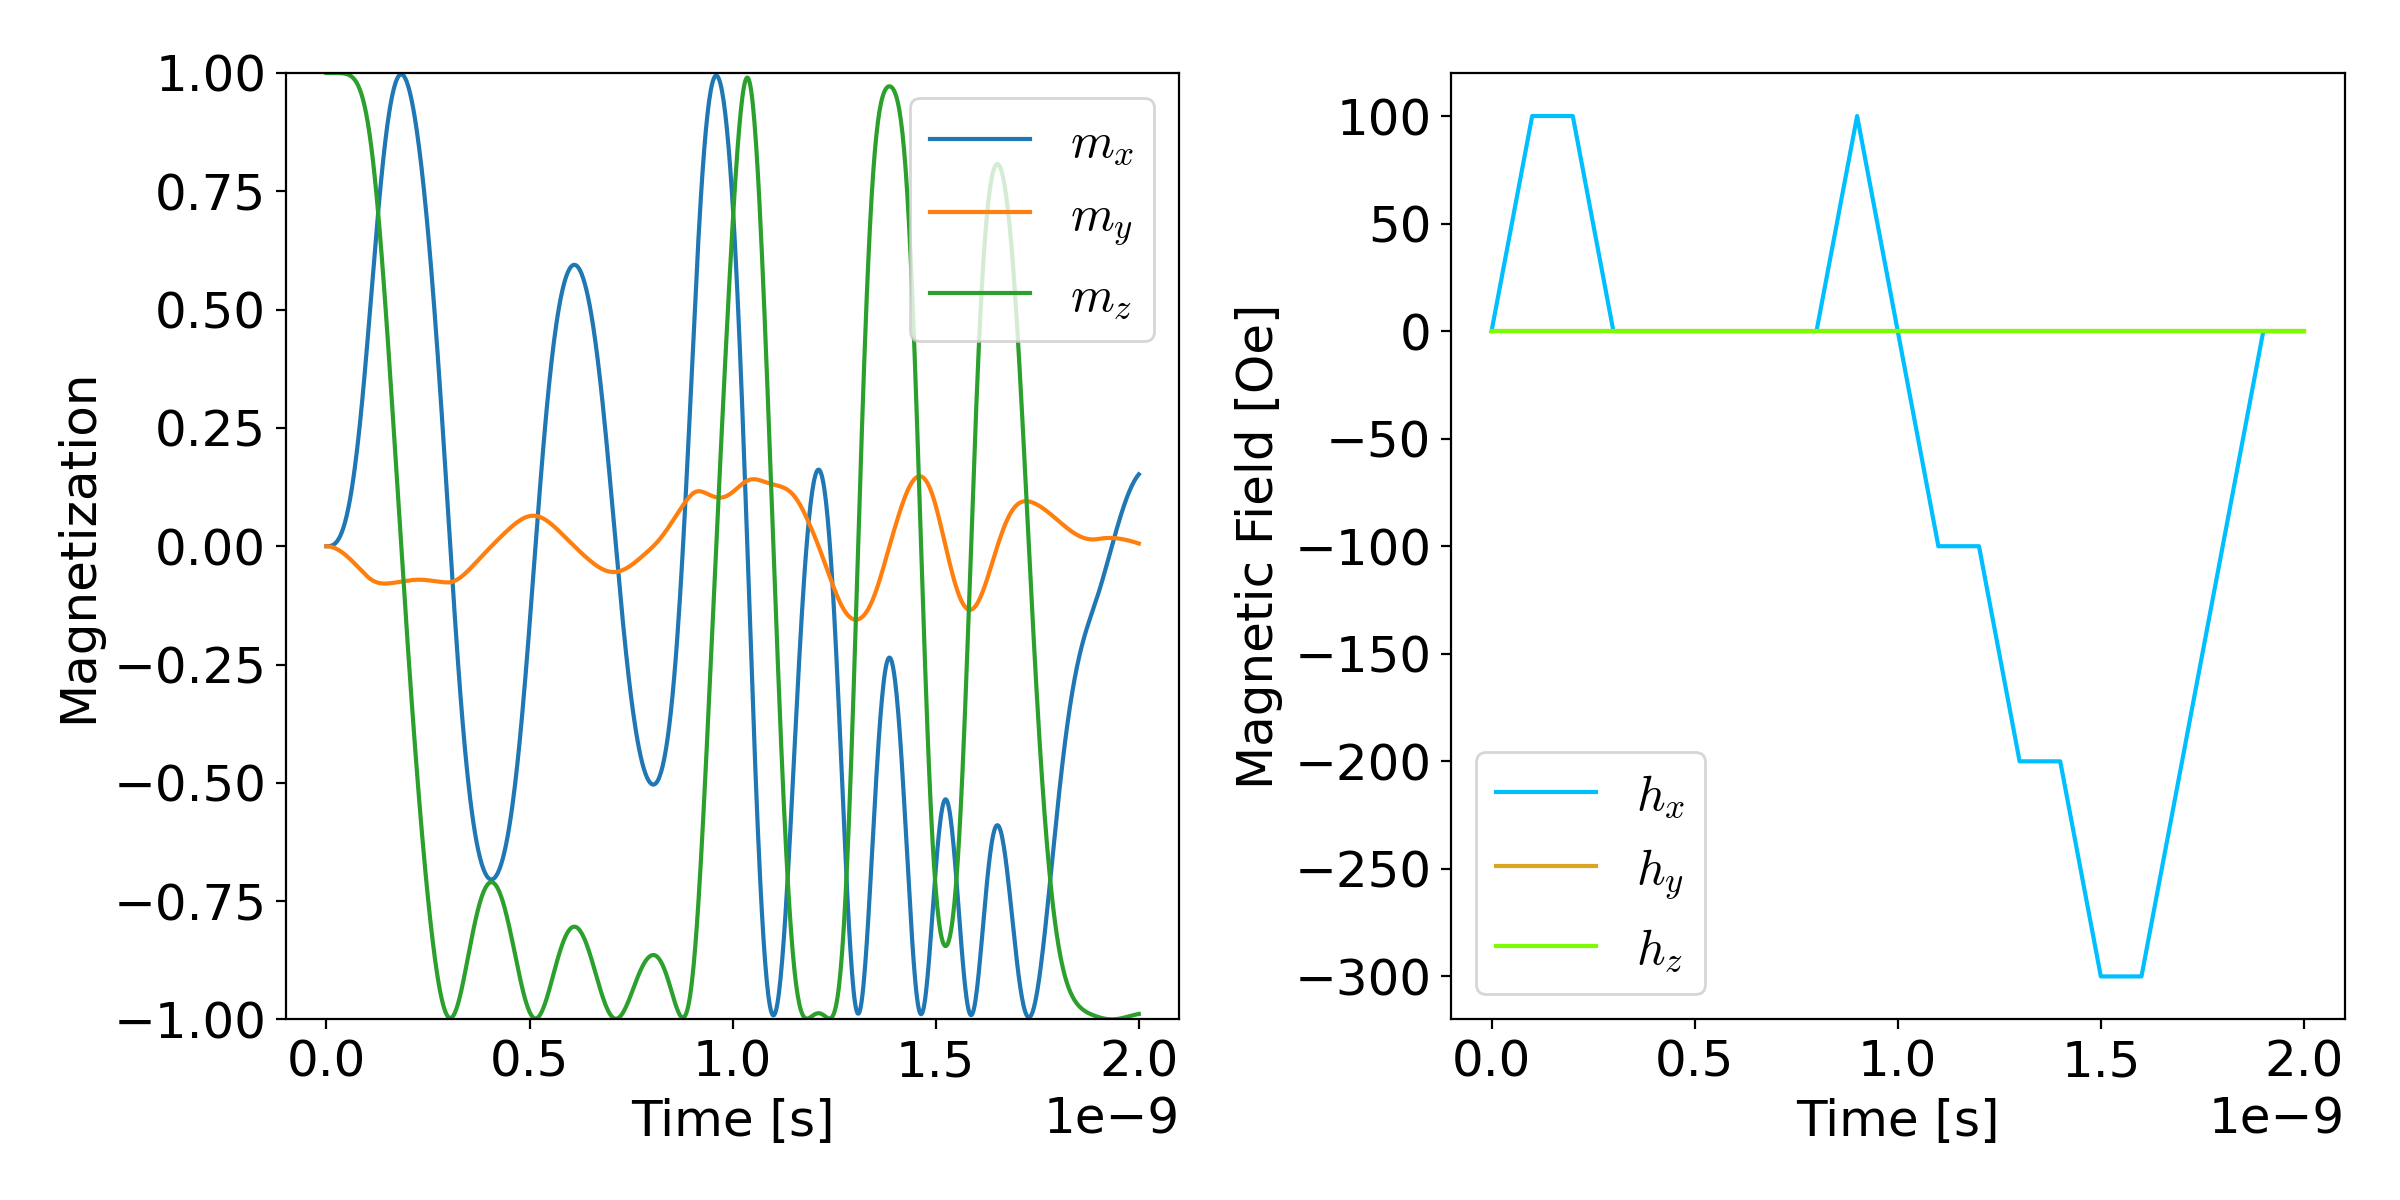 Magnetization
1.00
0.75
0.50
0.25
0.00
−0.25
−0.50
−0.75
−1.00
0.0 0.5 1.0 1.5 2.0
Time [s]
1e−9
m_x
m_y
m_z
Magnetic Field [Oe]
100
50
0
−50
−100
−150
−200
−250
−300
0.0 0.5 1.0 1.5 2.0
Time [s]
1e−9
h_x
h_y
h_z